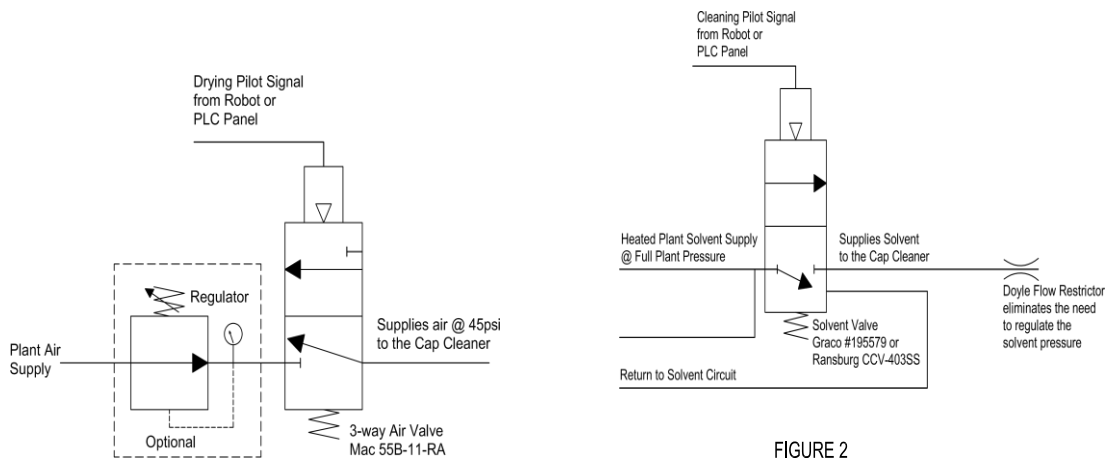 Drying Pilot Signal
from Robot or
PLC Panel
Regulator
Plant Air
Supply
Optional
Supplies air @ 45psi
to the Cap Cleaner
3-way Air Valve
Mac 55B-11-RA
Cleaning Pilot Signal
from Robot or
PLC Panel
Heated Plant Solvent Supply
@ Full Plant Pressure
Supplies Solvent
to the Cap Cleaner
Doyle Flow Restrictor
eliminates the need
to regulate the
solvent pressure
Solvent Valve
Graco #195579 or
Ransburg CCV-403SS
Return to Solvent Circuit
FIGURE 2